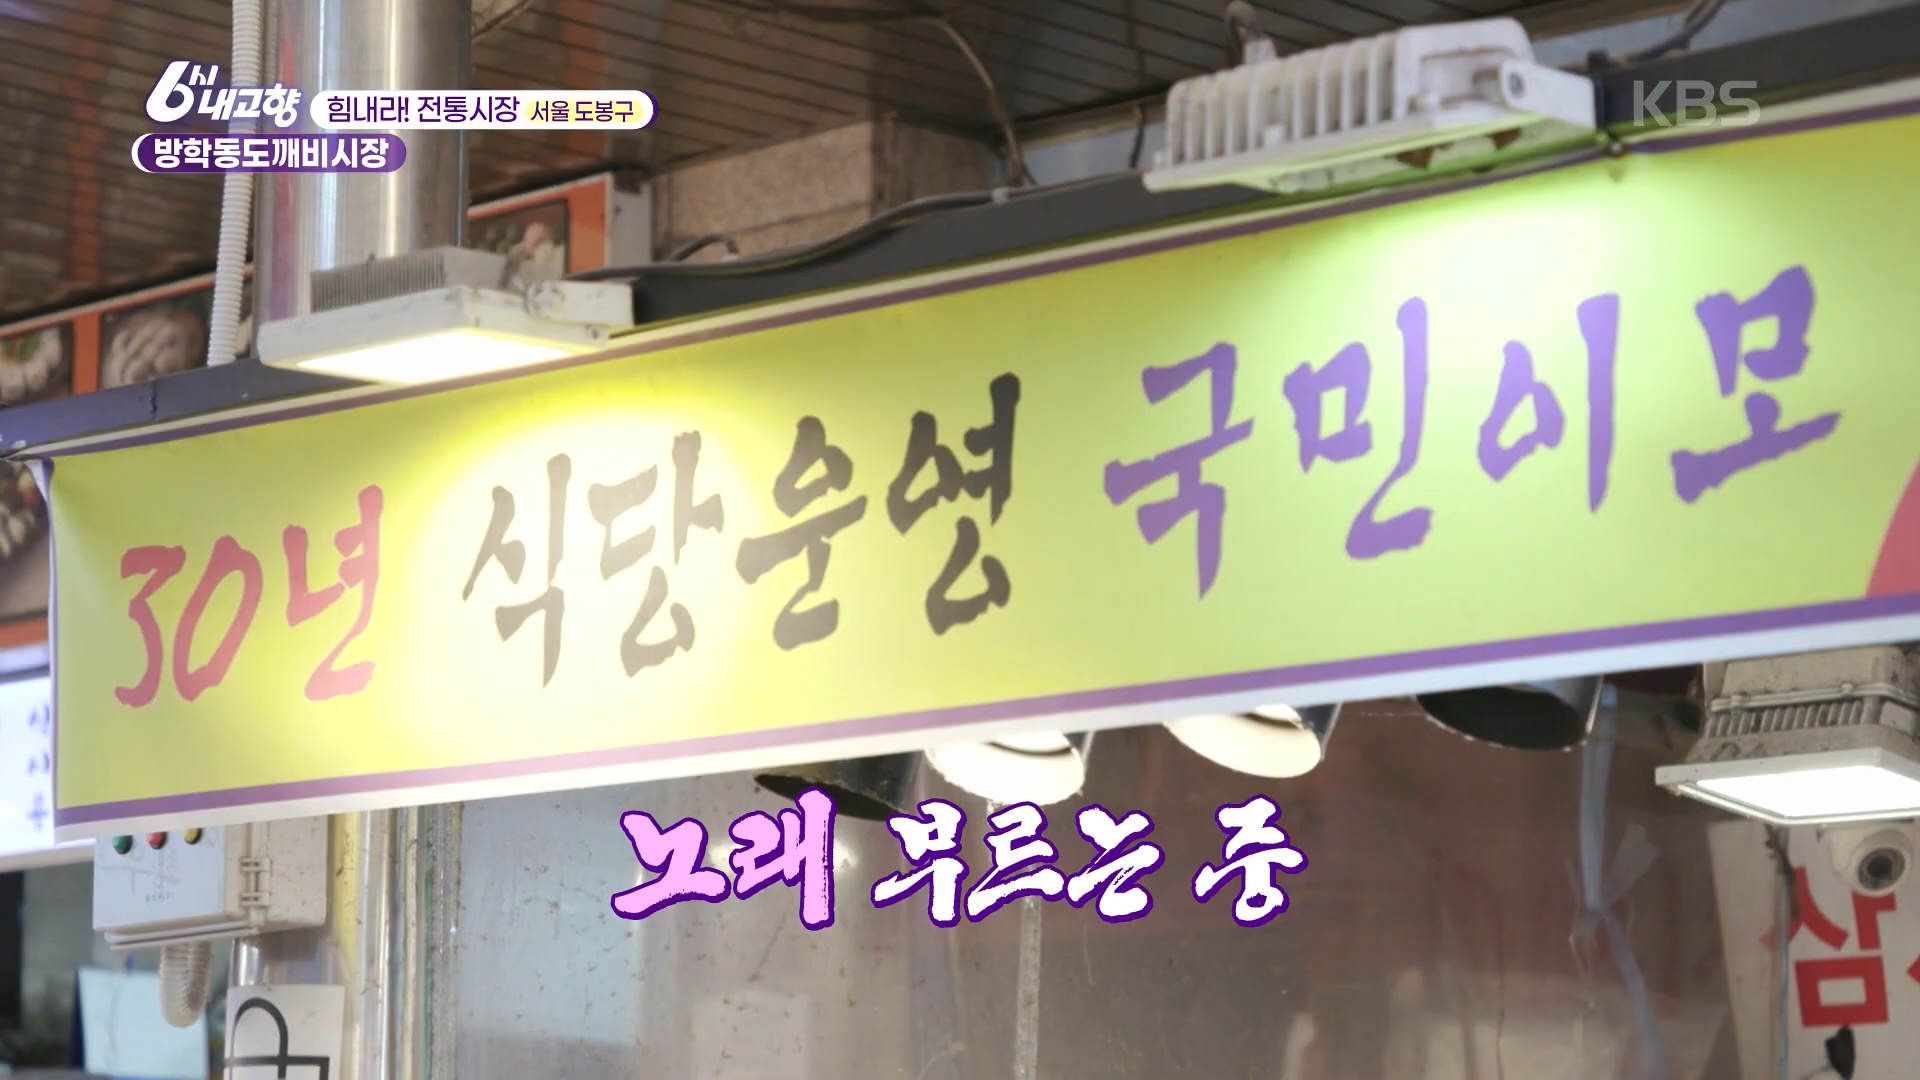 6시 내고향 힘내라! 전통시장 서울 도봉구
방학동도깨비시장
KBS
30년 식당운영 국민이모
노래 부르는 중
삼